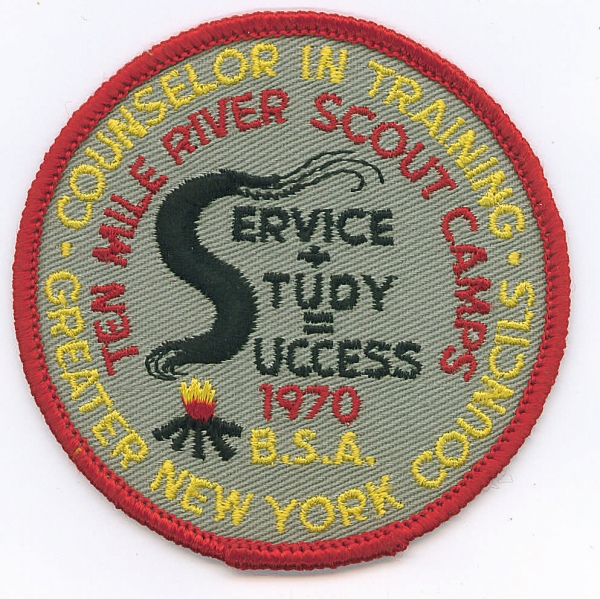 • COUNSELOR IN TRAINING •
TEN MILE RIVER SCOUT CAMPS
SERVICE
+
STUDY
=
SUCCESS
1970
B.S.A.
GREATER NEW YORK COUNCILS